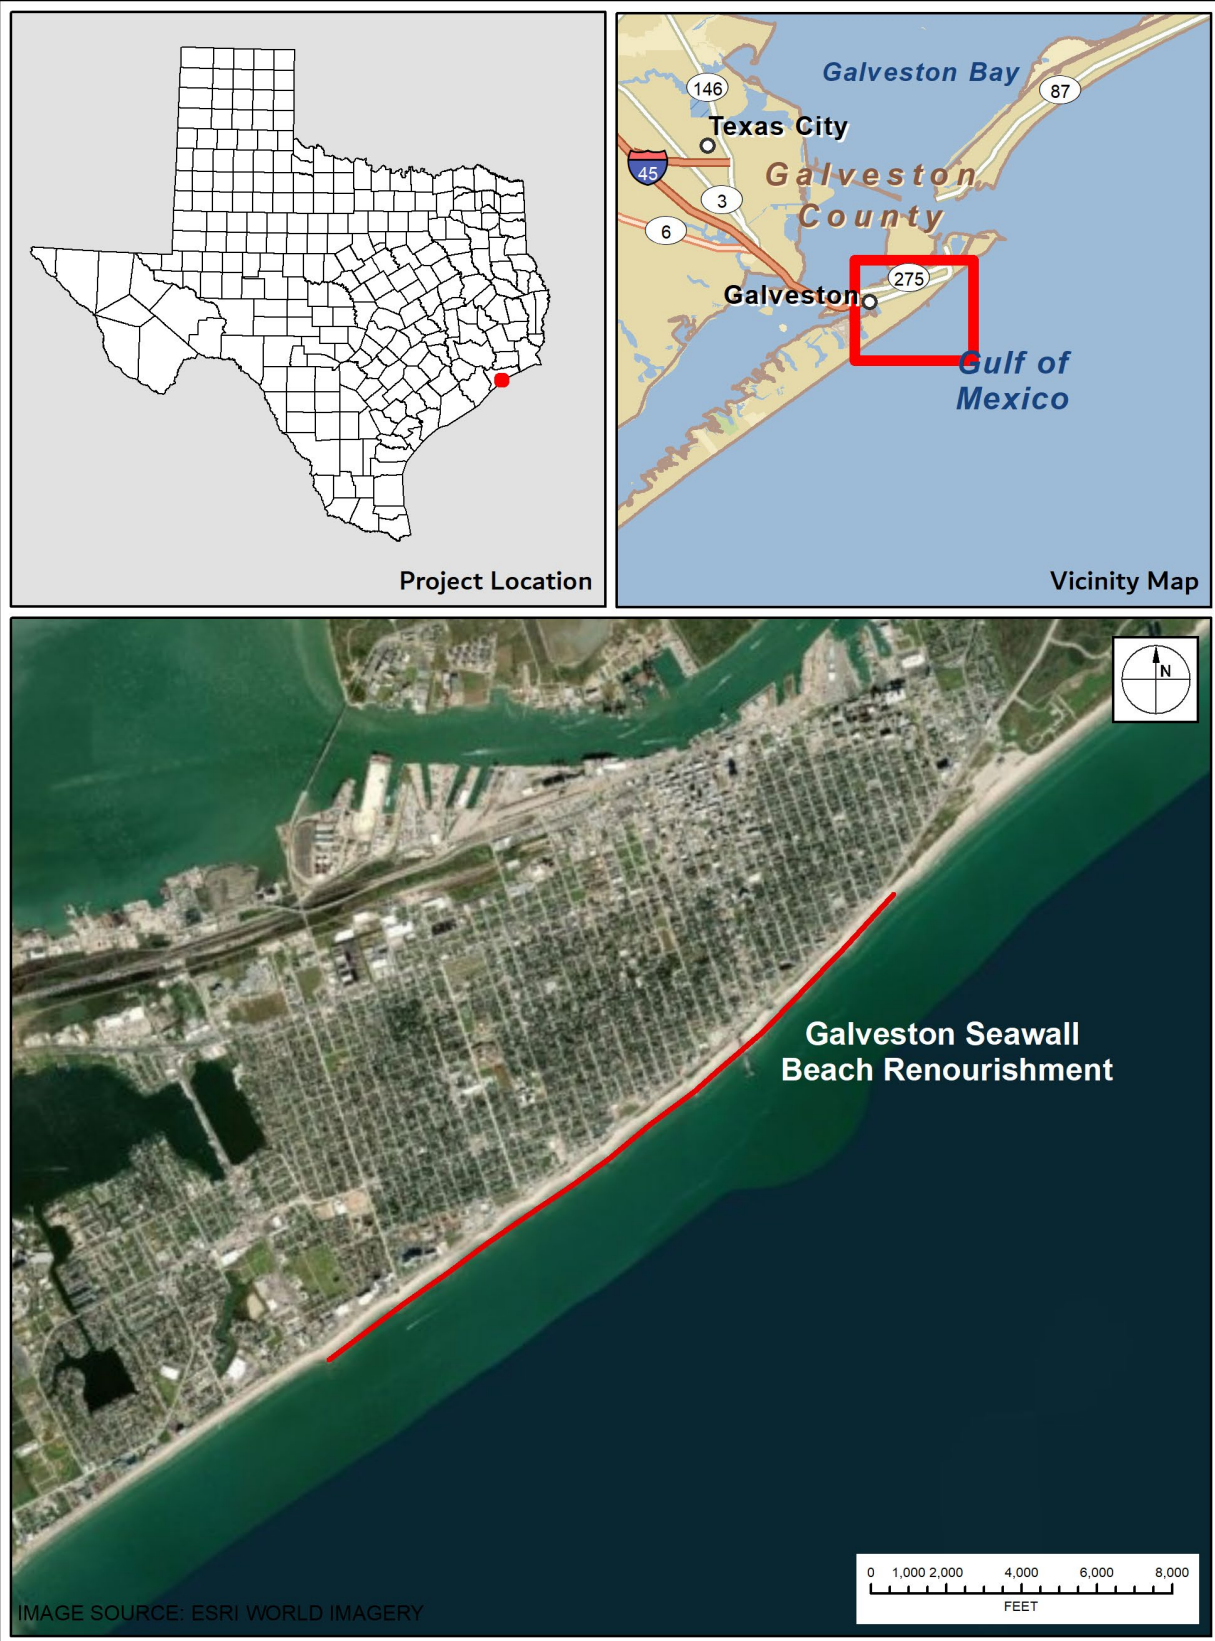 Project Location
Galveston Bay
146
87
Texas City
45
Galveston
County
3
6
275
Galveston
Gulf of
Mexico
Vicinity Map
N
Galveston Seawall
Beach Renourishment
0 1,000 2,000 4,000 6,000 8,000
FEET
IMAGE SOURCE: ESRI WORLD IMAGERY